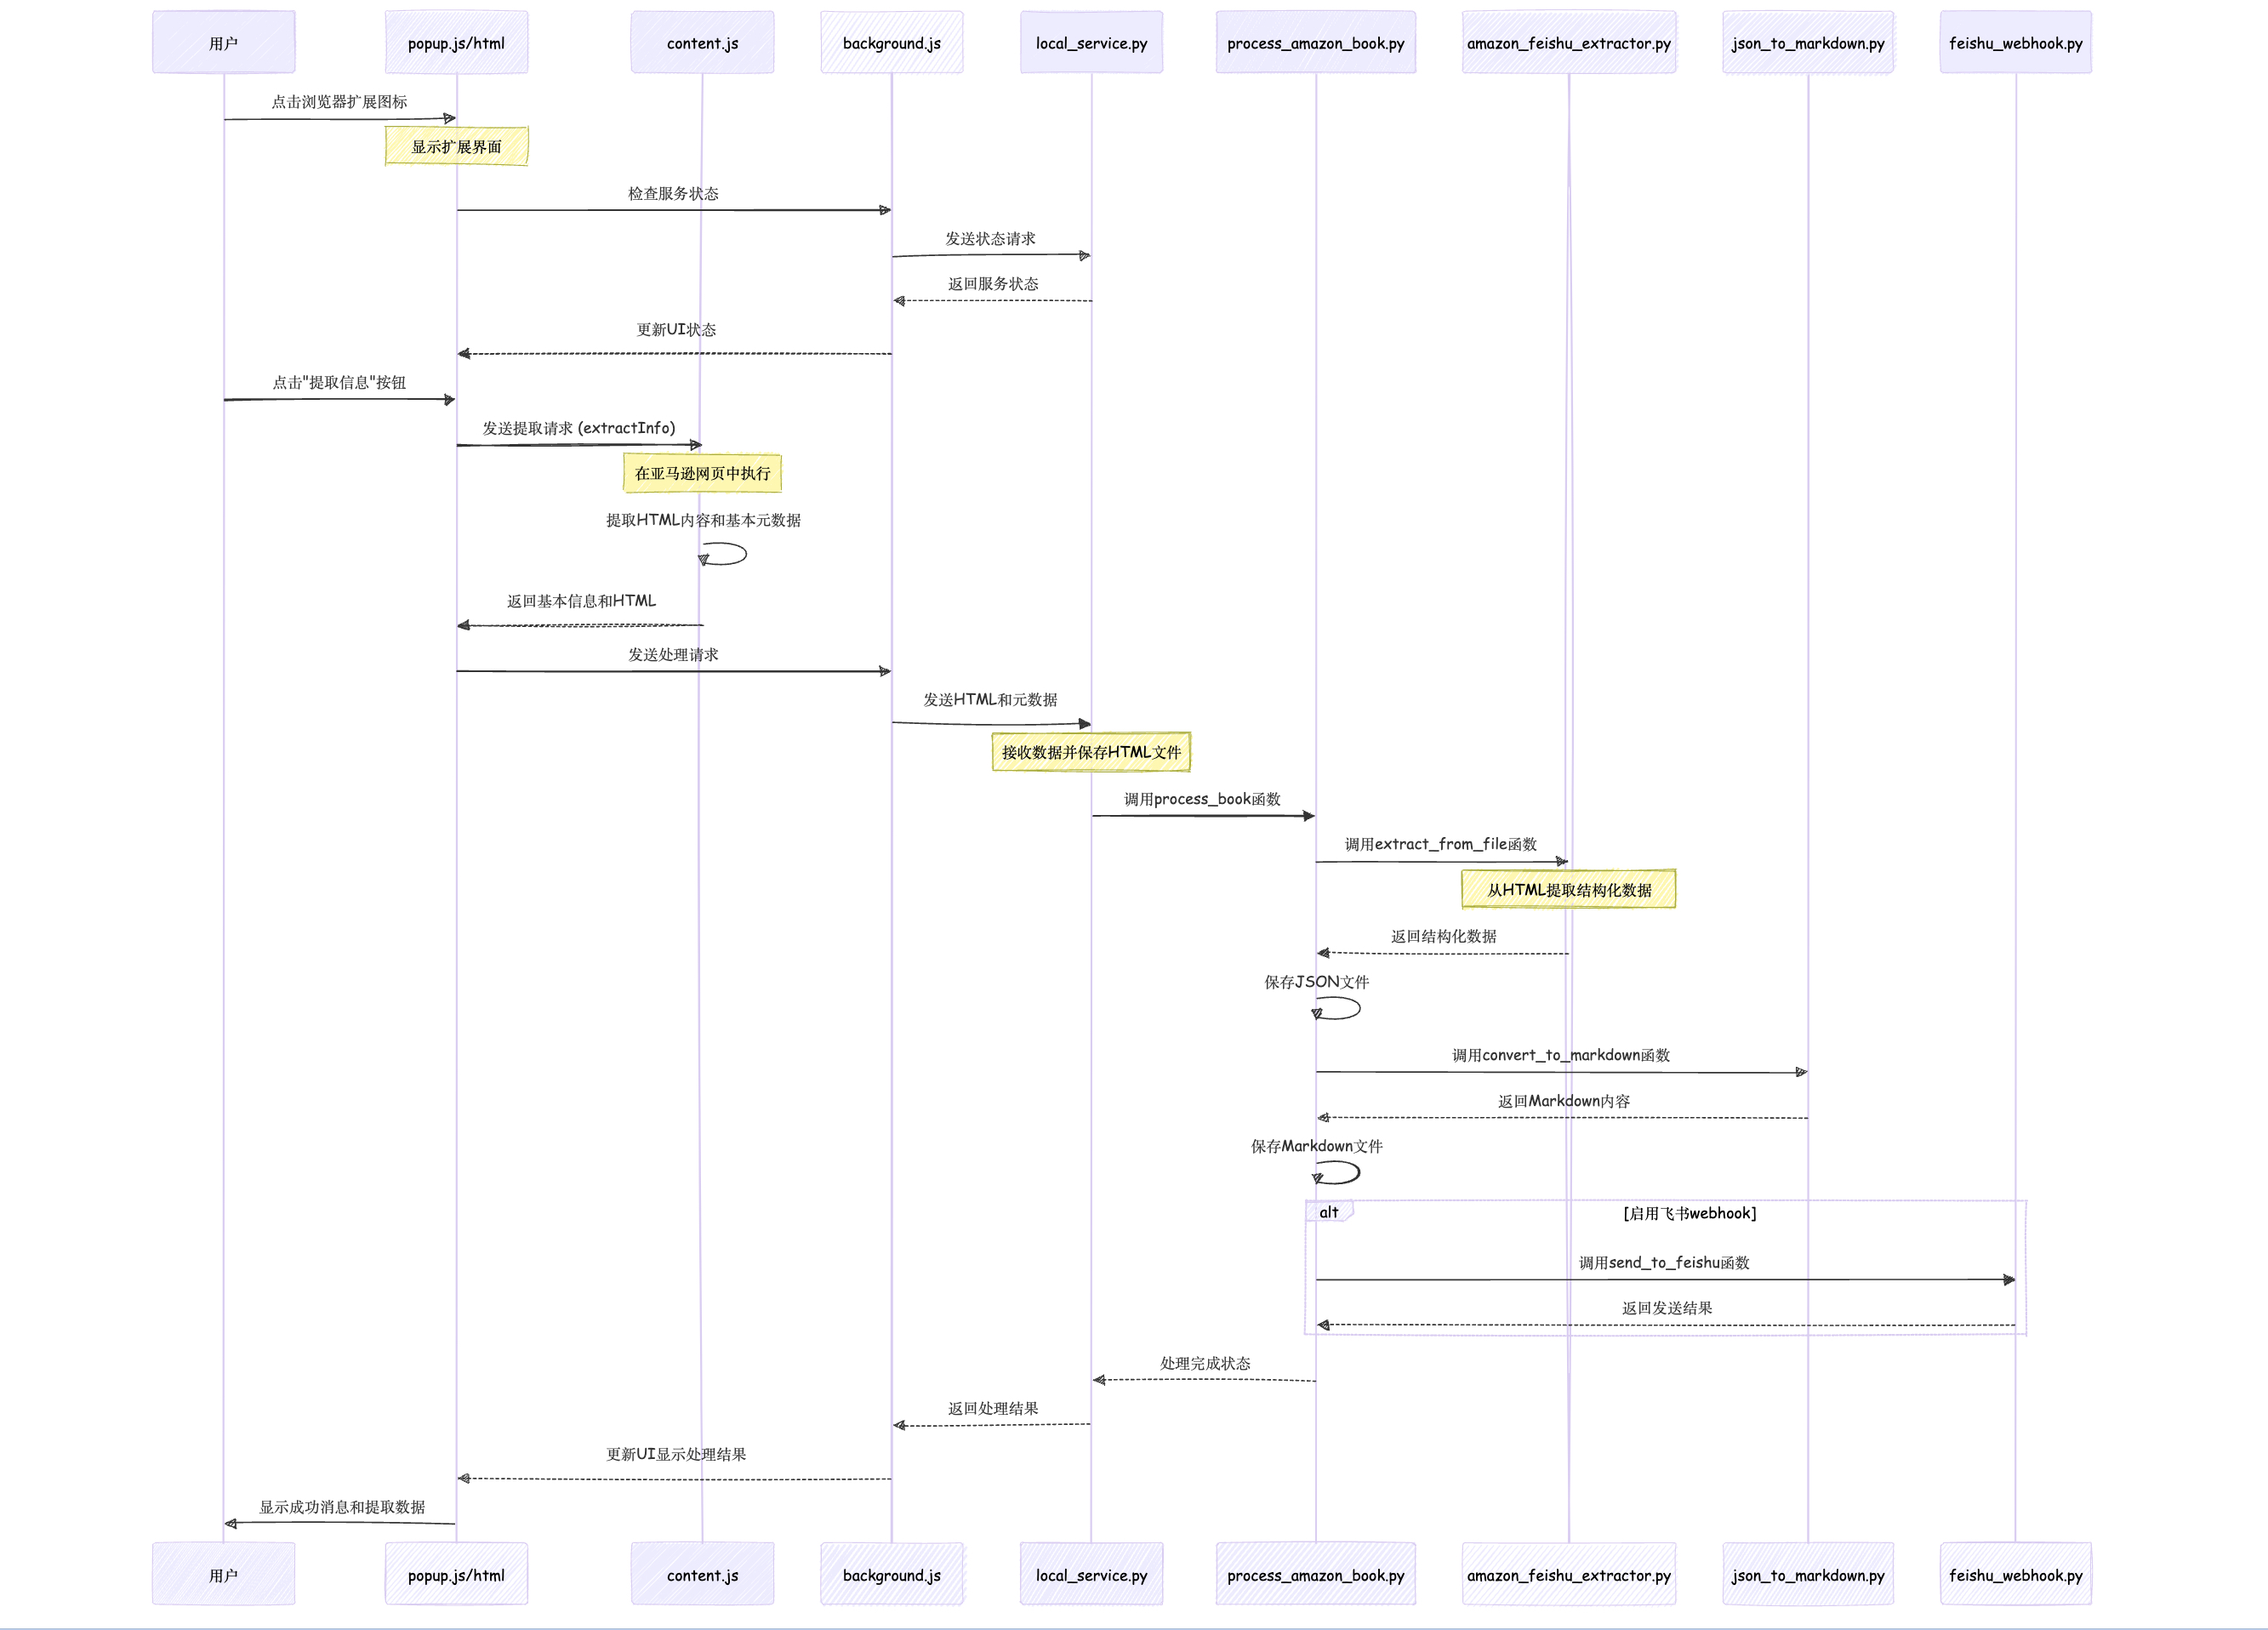 用户
popup.js/html
content.js
background.js
local_service.py
process_amazon_book.py
amazon_feishu_extractor.py
json_to_markdown.py
feishu_webhook.py
点击浏览器扩展图标
显示扩展界面
检查服务状态
发送状态请求
返回服务状态
更新UI状态
点击"提取信息"按钮
发送提取请求 (extractInfo)
在亚马逊网页中执行
提取HTML内容和基本元数据
返回基本信息和HTML
发送处理请求
发送HTML和元数据
接收数据并保存HTML文件
调用process_book函数
调用extract_from_file函数
从HTML提取结构化数据
返回结构化数据
保存JSON文件
调用convert_to_markdown函数
返回Markdown内容
保存Markdown文件
alt
[启用飞书webhook]
调用send_to_feishu函数
返回发送结果
处理完成状态
返回处理结果
更新UI显示处理结果
显示成功消息和提取数据
用户
popup.js/html
content.js
background.js
local_service.py
process_amazon_book.py
amazon_feishu_extractor.py
json_to_markdown.py
feishu_webhook.py